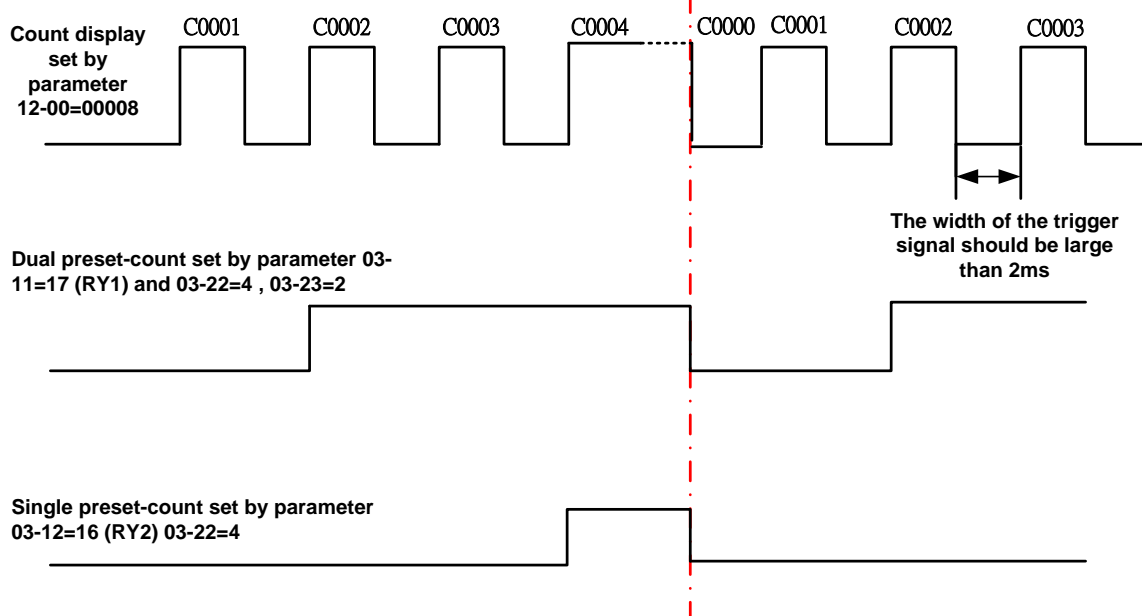 Count display
set by
parameter
12-00=00008
C0001
C0002
C0003
C0004
C0000
C0001
C0002
C0003
The width of the trigger
signal should be large
than 2ms
Dual preset-count set by parameter 03-
11=17 (RY1) and 03-22=4 , 03-23=2
Single preset-count set by parameter
03-12=16 (RY2) 03-22=4